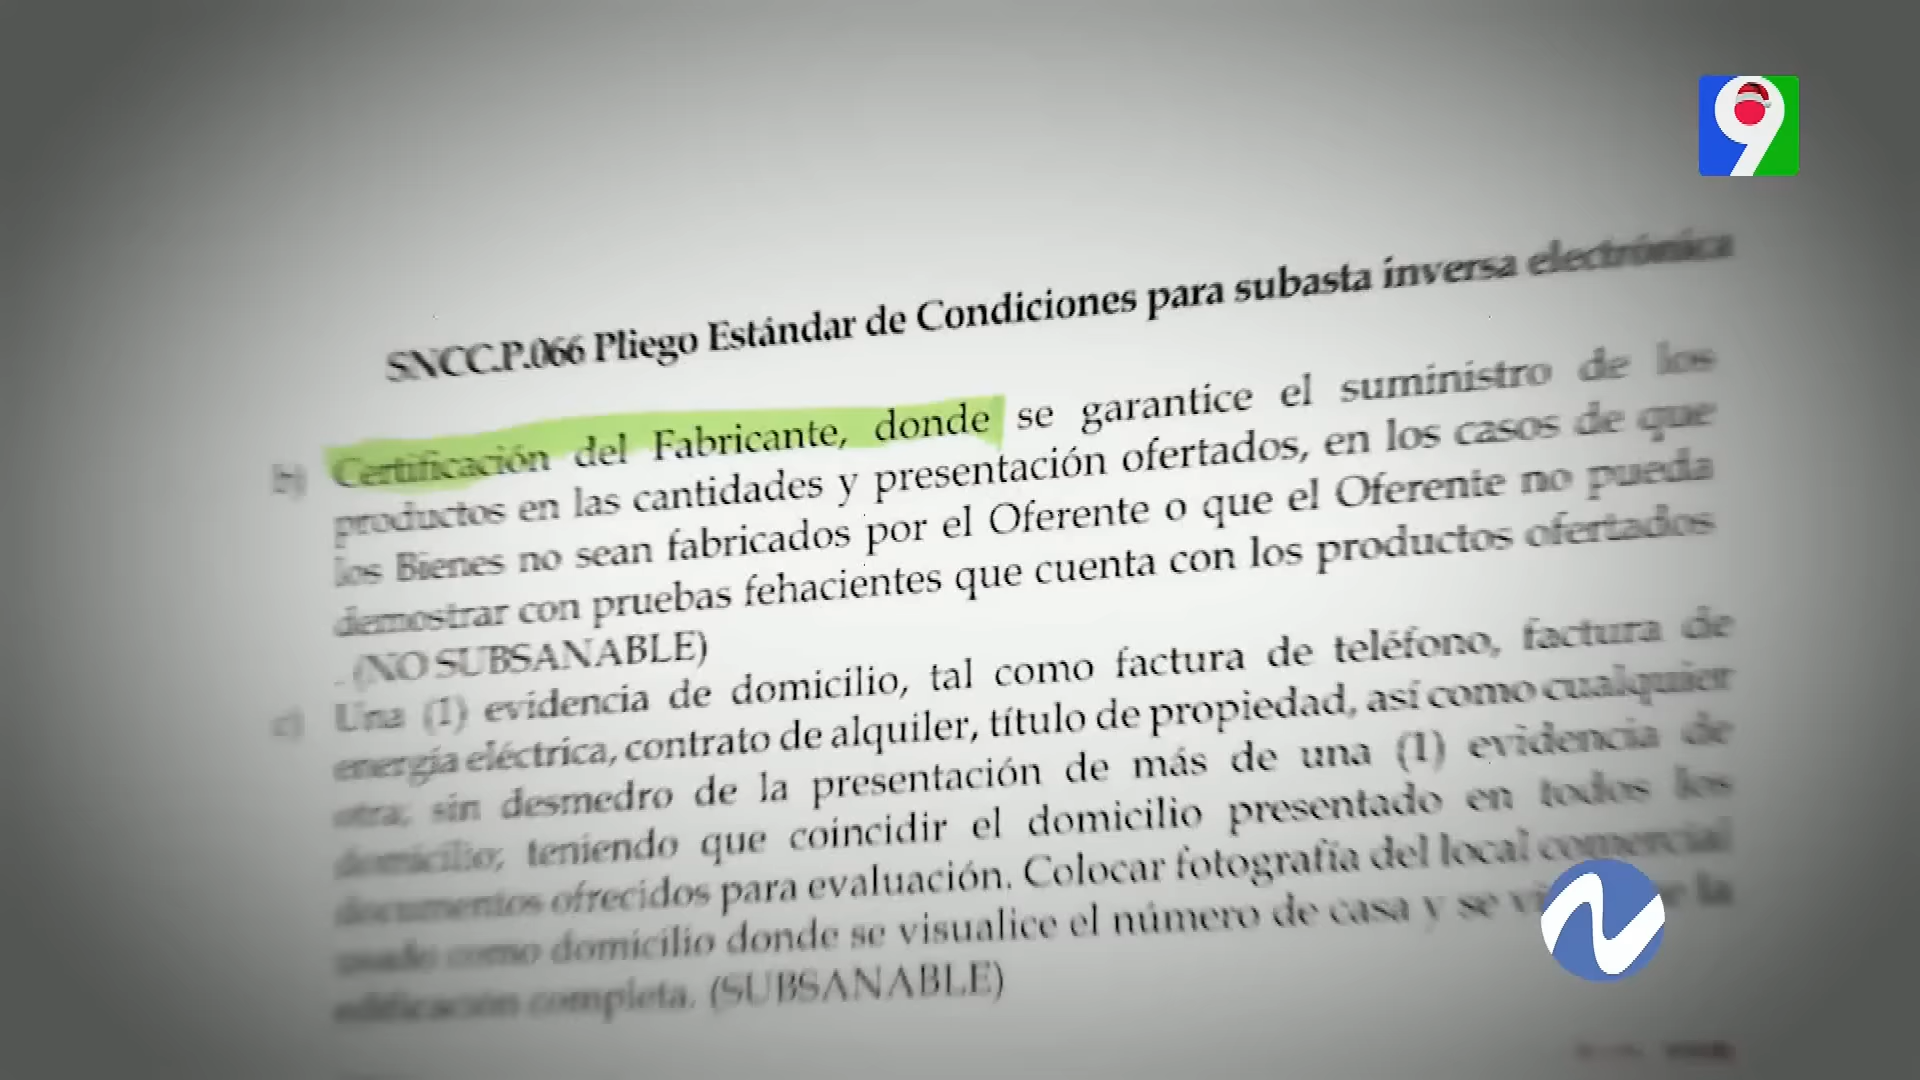 9
SNCC.P.066 Pliego Estándar de Condiciones para subasta inversa electrónica
b) Certificación del Fabricante, donde se garantice el suministro de los
productos en las cantidades y presentación ofertados, en los casos de que
los Bienes no sean fabricados por el Oferente o que el Oferente no pueda
demostrar con pruebas fehacientes que cuenta con los productos ofertados
. (NO SUBSANABLE)
c) Una (1) evidencia de domicilio, tal como factura de teléfono, factura de
energía eléctrica, contrato de alquiler, título de propiedad, así como cualquier
otra; sin desmedro de la presentación de más de una (1) evidencia de
domicilio; teniendo que coincidir el domicilio presentado en todos los
documentos ofrecidos para evaluación. Colocar fotografía del local comercial
usado como domicilio donde se visualice el número de casa y se la
edificación completa. (SUBSANABLE)